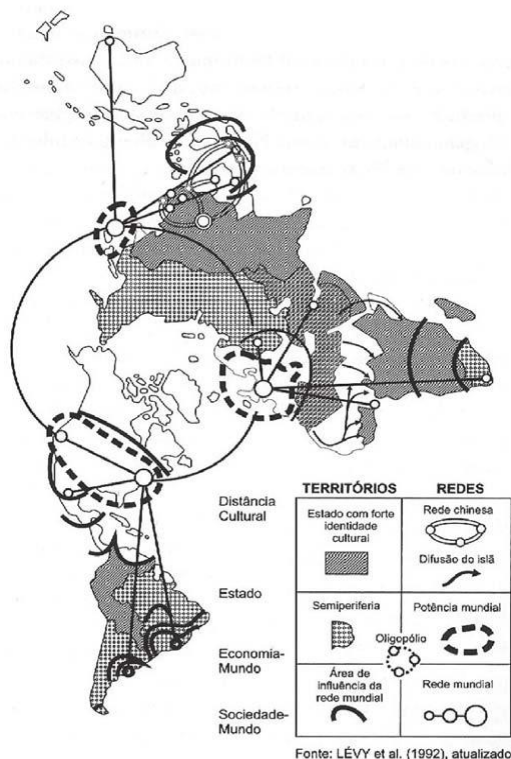 Distância
Cultural
Estado
Economia-
Mundo
Sociedade-
Mundo
TERRITÓRIOS
REDES
Estado com forte
identidade
cultural
Rede chinesa
Difusão do islã
Semiperiferia
Potência mundial
Oligopólio
Área de
influência da
rede mundial
Rede mundial
Fonte: LÉVY et al. (1992), atualizado